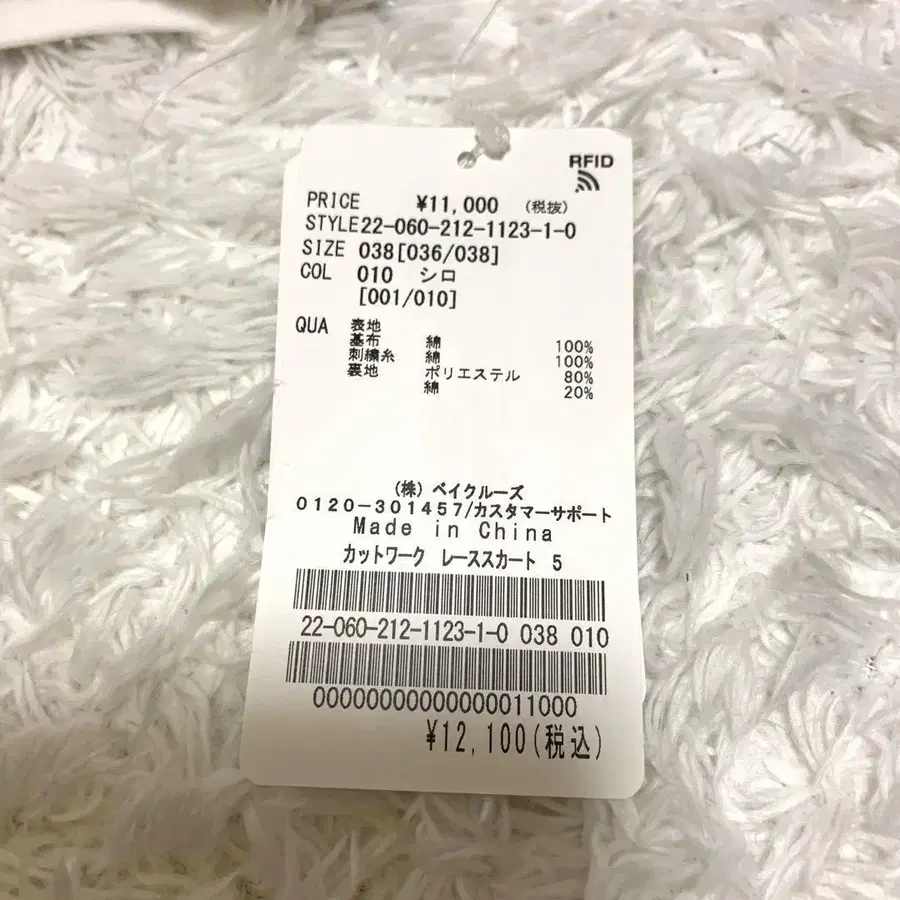 RFID
PRICE ¥11,000 (税抜)
STYLE22-060-212-1123-1-0
SIZE 038[036/038]
COL 010 シロ
[001/010]
QUA 表地
基布 綿 100%
刺繍糸 綿 100%
裏地 ポリエステル 80%
綿 20%
(株) ベイクルーズ
0120-301457/カスタマーサポート
Made in China
カットワーク レーススカート 5
22-060-212-1123-1-0 038 010
00000000000000011000
¥12,100(税込)